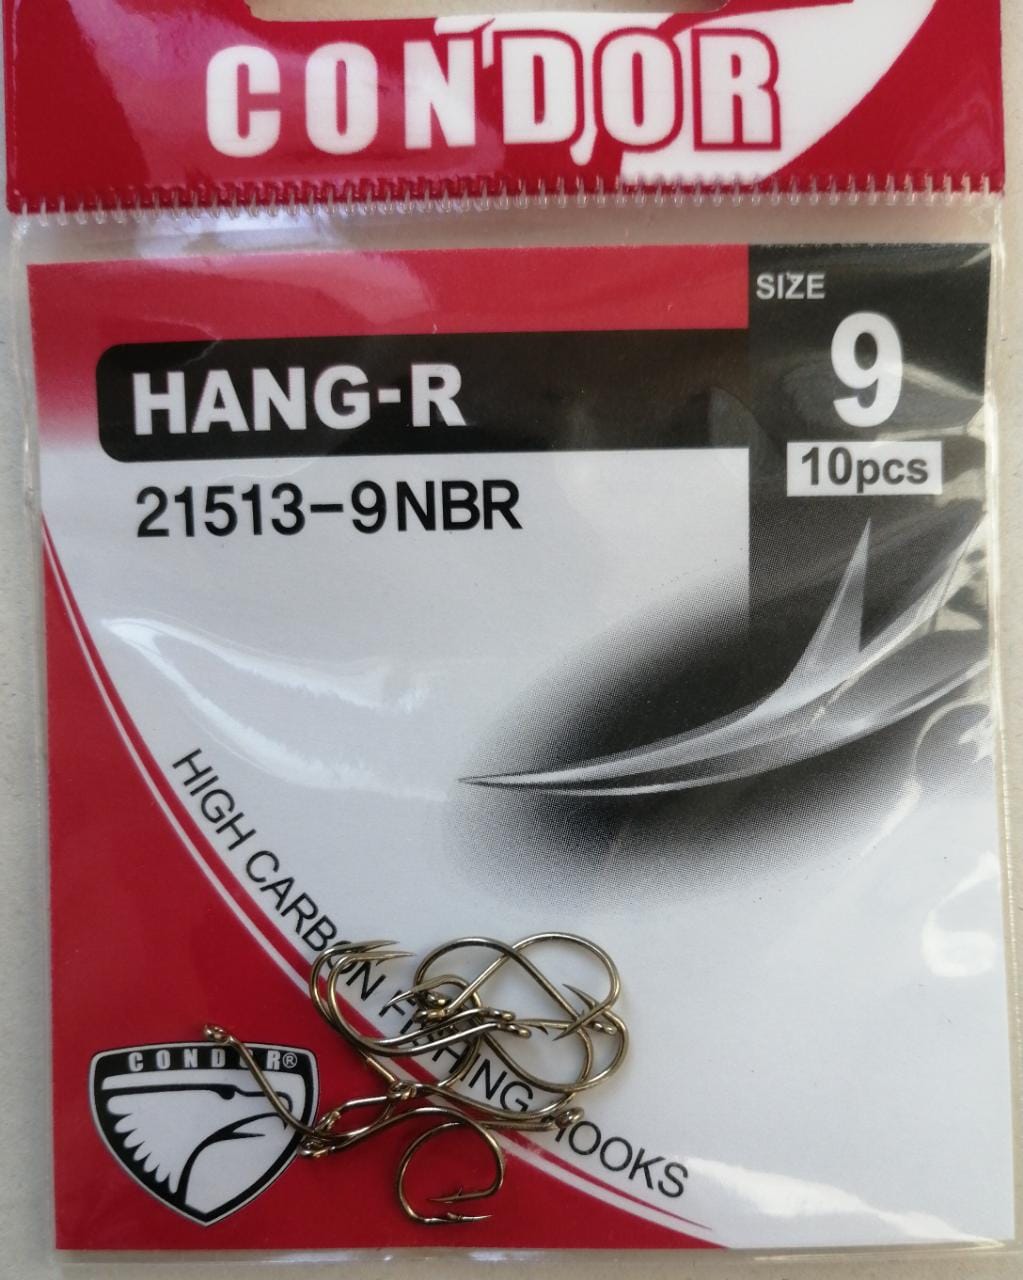 CONDOR
SIZE
9
10pcs
HANG-R
21513-9NBR
HIGH CARBON FISHING HOOKS
CONDOR®